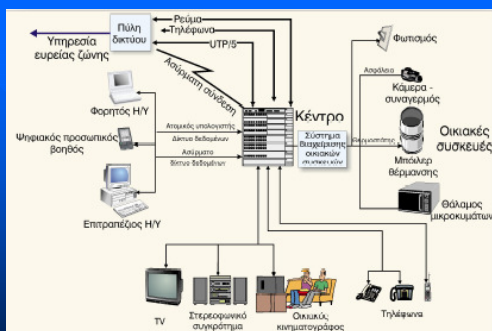 Υπηρεσία
ευρείας ζώνης
Πύλη
δικτύου
Ρεύμα
Τηλέφωνα
UTP/5
Ασύρματη σύνδεση
Φορητός Η/Υ
Ψηφιακός προσωπικός
βοηθός
Επιτραπέζιος Η/Υ
Ατομικός υπολογιστής
Δίκτυο δεδομένων
Ασύρματο
δίκτυο δεδομένων
Κέντρο
Σύστημα
διαχείρισης
οικιακών
συσκευών
Φωτισμός
Ασφάλεια
Κάμερα -
συναγερμός
Θερμοστάτης
Μπόιλερ
θέρμανσης
Οικιακές
συσκευές
Θάλαμος
μικροκυμάτων
TV
Στερεοφωνικό
συγκρότημα
Οικιακός
κινηματογράφος
Τηλέφωνα